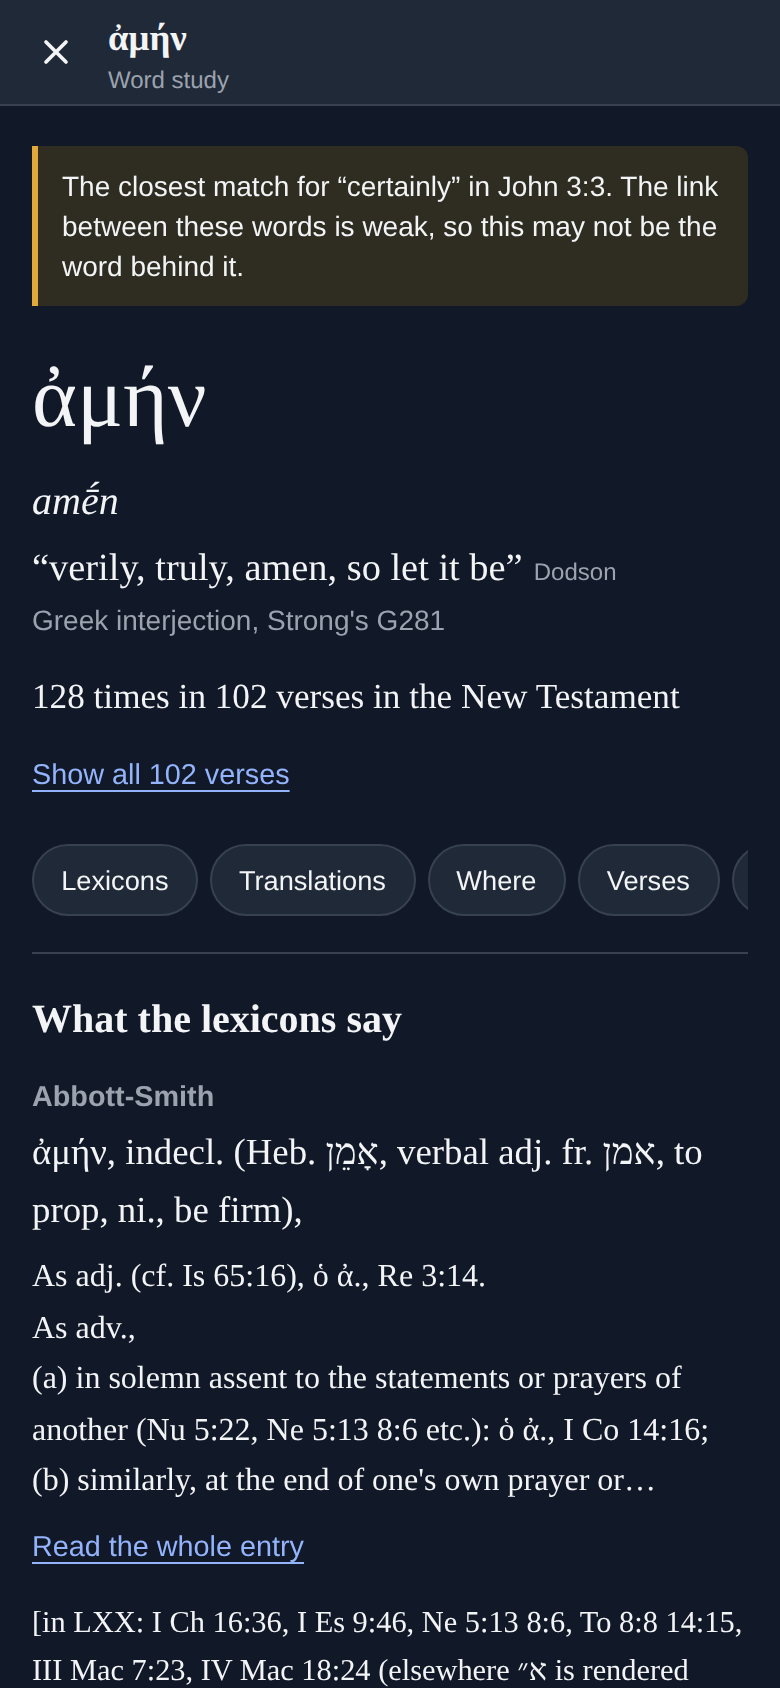 ἀμήν
Word study
The closest match for “certainly” in John 3:3. The link
between these words is weak, so this may not be the
word behind it.
ἀμήν
amḗn
“verily, truly, amen, so let it be” Dodson
Greek interjection, Strong's G281
128 times in 102 verses in the New Testament
Show all 102 verses
Lexicons Translations Where Verses
What the lexicons say
Abbott-Smith
ἀμήν, indecl. (Heb. אָמֵן, verbal adj. fr. אמן, to
prop, ni., be firm),
As adj. (cf. Is 65:16), ὁ ἀ., Re 3:14.
As adv.,
(a) in solemn assent to the statements or prayers of
another (Nu 5:22, Ne 5:13 8:6 etc.): ὁ ἀ., I Co 14:16;
(b) similarly, at the end of one's own prayer or…
Read the whole entry
[in LXX: I Ch 16:36, I Es 9:46, Ne 5:13 8:6, To 8:8 14:15,
III Mac 7:23, IV Mac 18:24 (elsewhere א״ is rendered